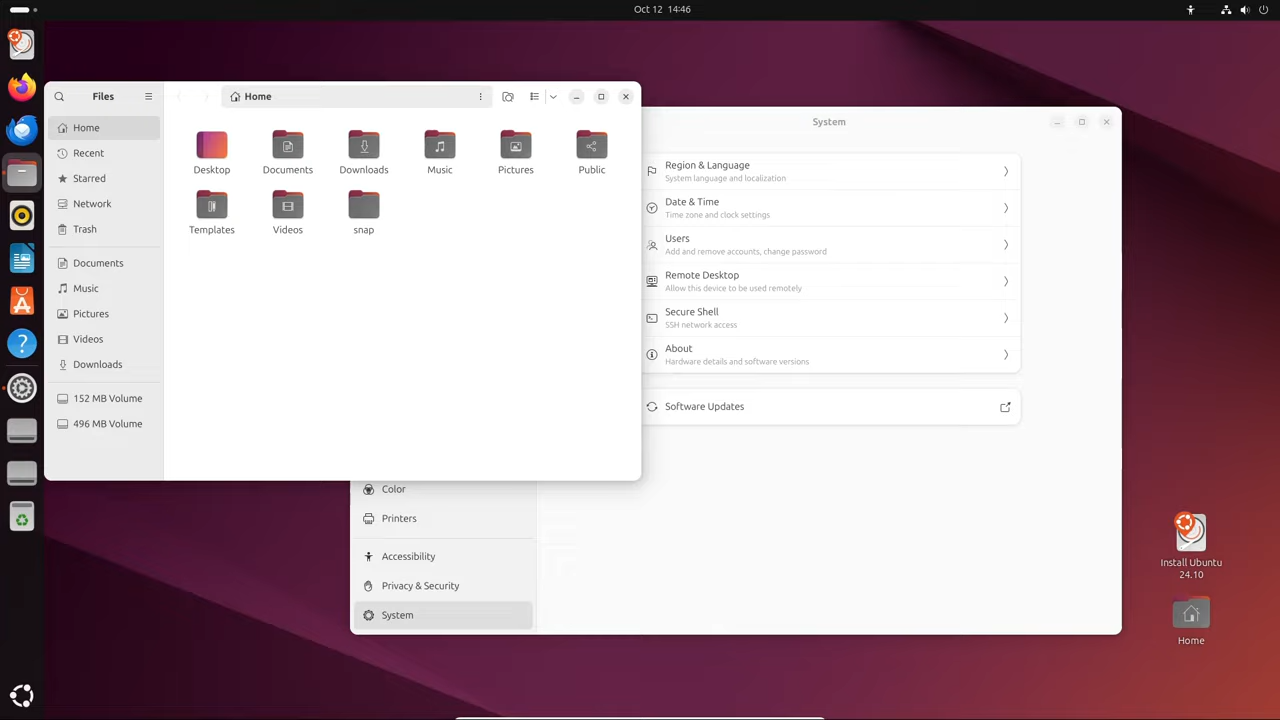 Oct 12 14:46
Files
Home
Home
Recent
Starred
Network
Trash
Documents
Music
Pictures
Videos
Downloads
152 MB Volume
496 MB Volume
Desktop
Documents
Downloads
Music
Pictures
Public
Templates
Videos
snap
System
Region & Language
System language and localization
Date & Time
Time zone and clock settings
Users
Add and remove accounts, change password
Remote Desktop
Allow this device to be used remotely
Secure Shell
SSH network access
About
Hardware details and software versions
Software Updates
Color
Printers
Accessibility
Privacy & Security
System
Install Ubuntu
24.10
Home